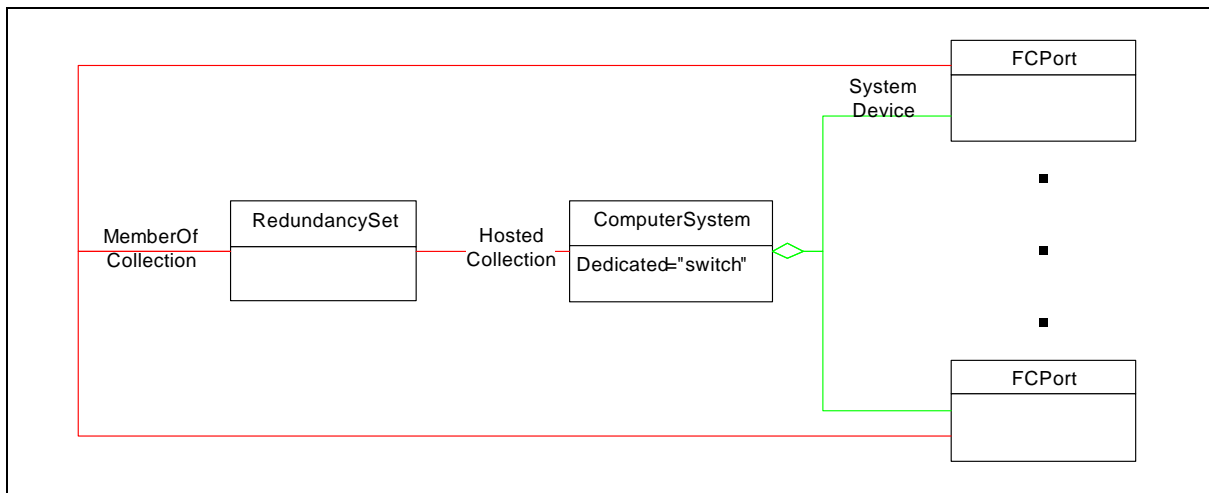 FCPort
System
Device
RedundancySet
ComputerSystem
MemberOf
Collection
Hosted
Collection
Dedicated="switch"
FCPort